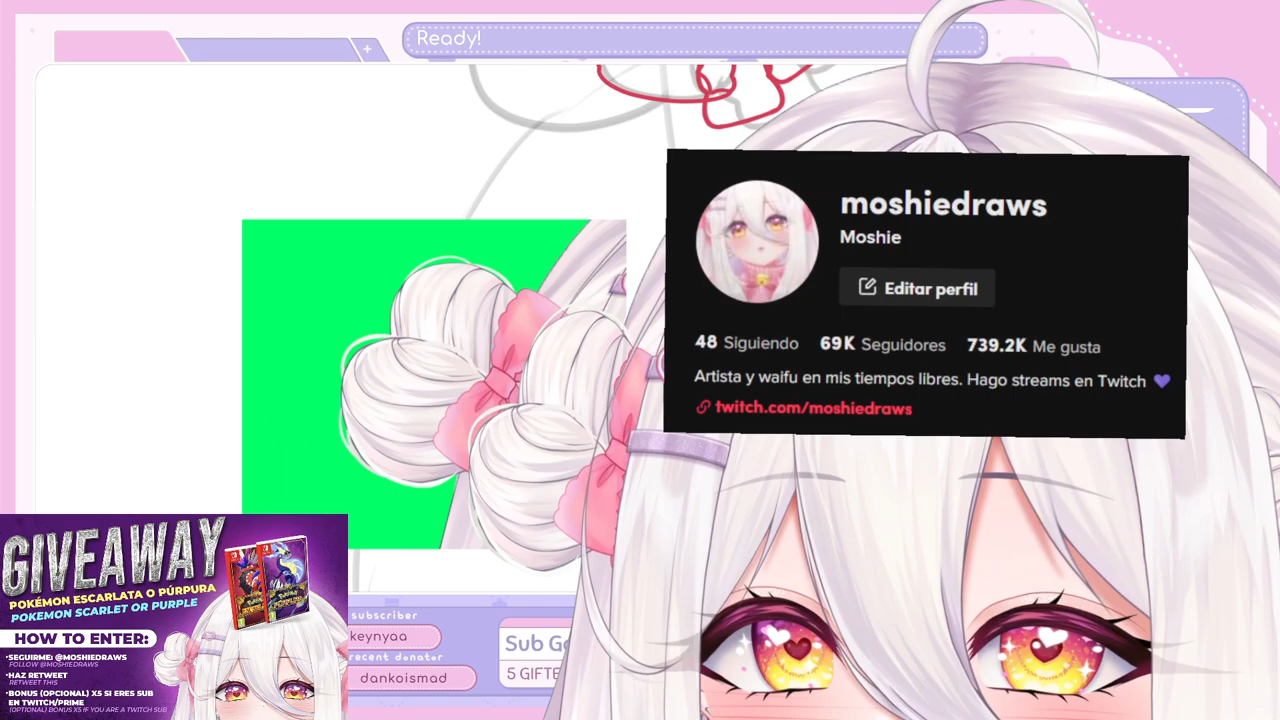 Ready!
+
moshiedraws
Moshie
Editar perfil
48 Siguiendo 69K Seguidores 739.2K Me gusta
Artista y waifu en mis tiempos libres. Hago streams en Twitch 💜
twitch.com/moshiedraws
GIVEAWAY
POKÉMON ESCARLATA O PÚRPURA
POKEMON SCARLET OR PURPLE
HOW TO ENTER:
•SEGUIRME: @MOSHIEDRAWS
FOLLOW @MOSHIEDRAWS
•HAZ RETWEET
RETWEET THIS
•BONUS (OPCIONAL) X5 SI ERES SUB
EN TWITCH/PRIME
(OPTIONAL) BONUS X5 IF YOU ARE A TWITCH SUB
subscriber
keynyaa
recent donator
dankoismad
Sub Go
5 GIFTE